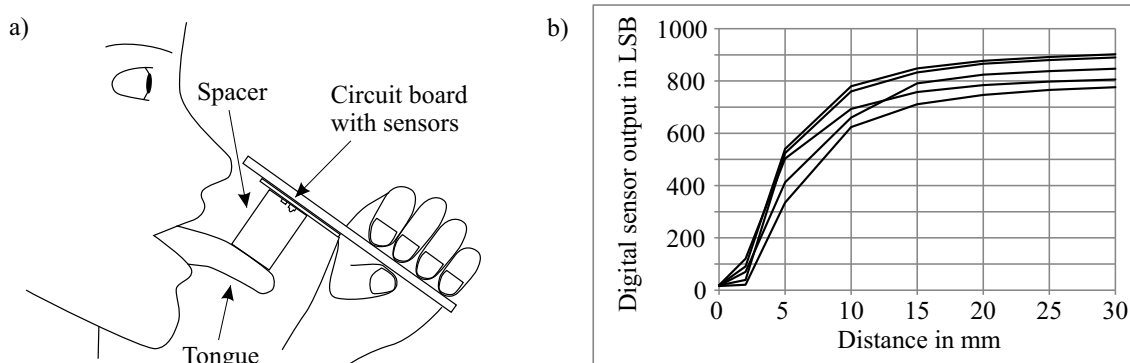 a)
Spacer
Circuit board
with sensors
Tongue
b)
Digital sensor output in LSB
1000
800
600
400
200
0
0 5 10 15 20 25 30
Distance in mm